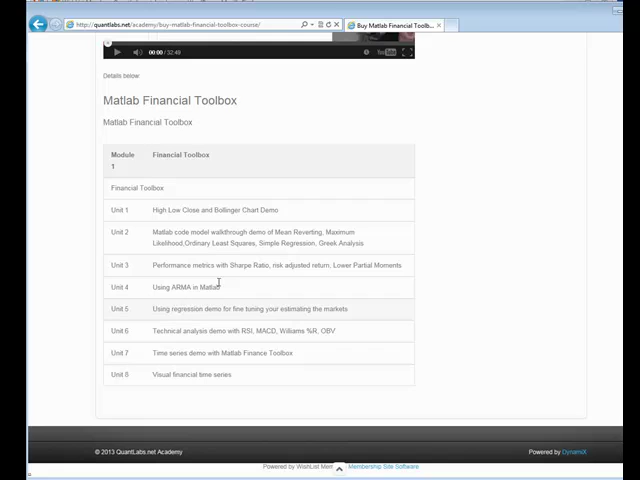 http://quantlabs.net/academy/buy-matlab-financial-toolbox-course/
Buy Matlab Financial Toolb...
00:00 / 32:49
You
Details below:
Matlab Financial Toolbox
Matlab Financial Toolbox
Module 1 Financial Toolbox
Financial Toolbox
Unit 1 High Low Close and Bollinger Chart Demo
Unit 2 Matlab code model walkthrough demo of Mean Reverting, Maximum
Likelihood,Ordinary Least Squares, Simple Regression, Greek Analysis
Unit 3 Performance metrics with Sharpe Ratio, risk adjusted return, Lower Partial Moments
Unit 4 Using ARMA in Matlab
Unit 5 Using regression demo for fine tuning your estimating the markets
Unit 6 Technical analysis demo with RSI, MACD, Williams %R, OBV
Unit 7 Time series demo with Matlab Finance Toolbox
Unit 8 Visual financial time series
© 2013 QuantLabs.net Academy Powered by DynamiX
Powered by WishList Mem Membership Site Software